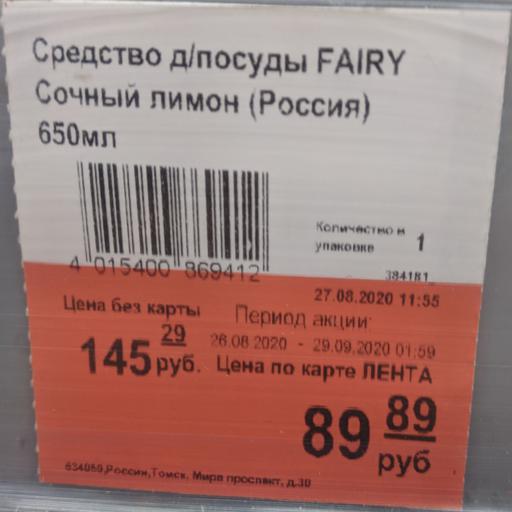 Средство д/посуды FAIRY
Сочный лимон (Россия)
650мл
Количество в
упаковке 1
4 015400 869412
384181
27.08.2020 11:55
Цена без карты
Период акции:
145 29 руб.
26.08.2020 - 29.09.2020 01:59
Цена по карте ЛЕНТА
89 89 руб
634059,Россия,Томск, Мира проспект, д.30